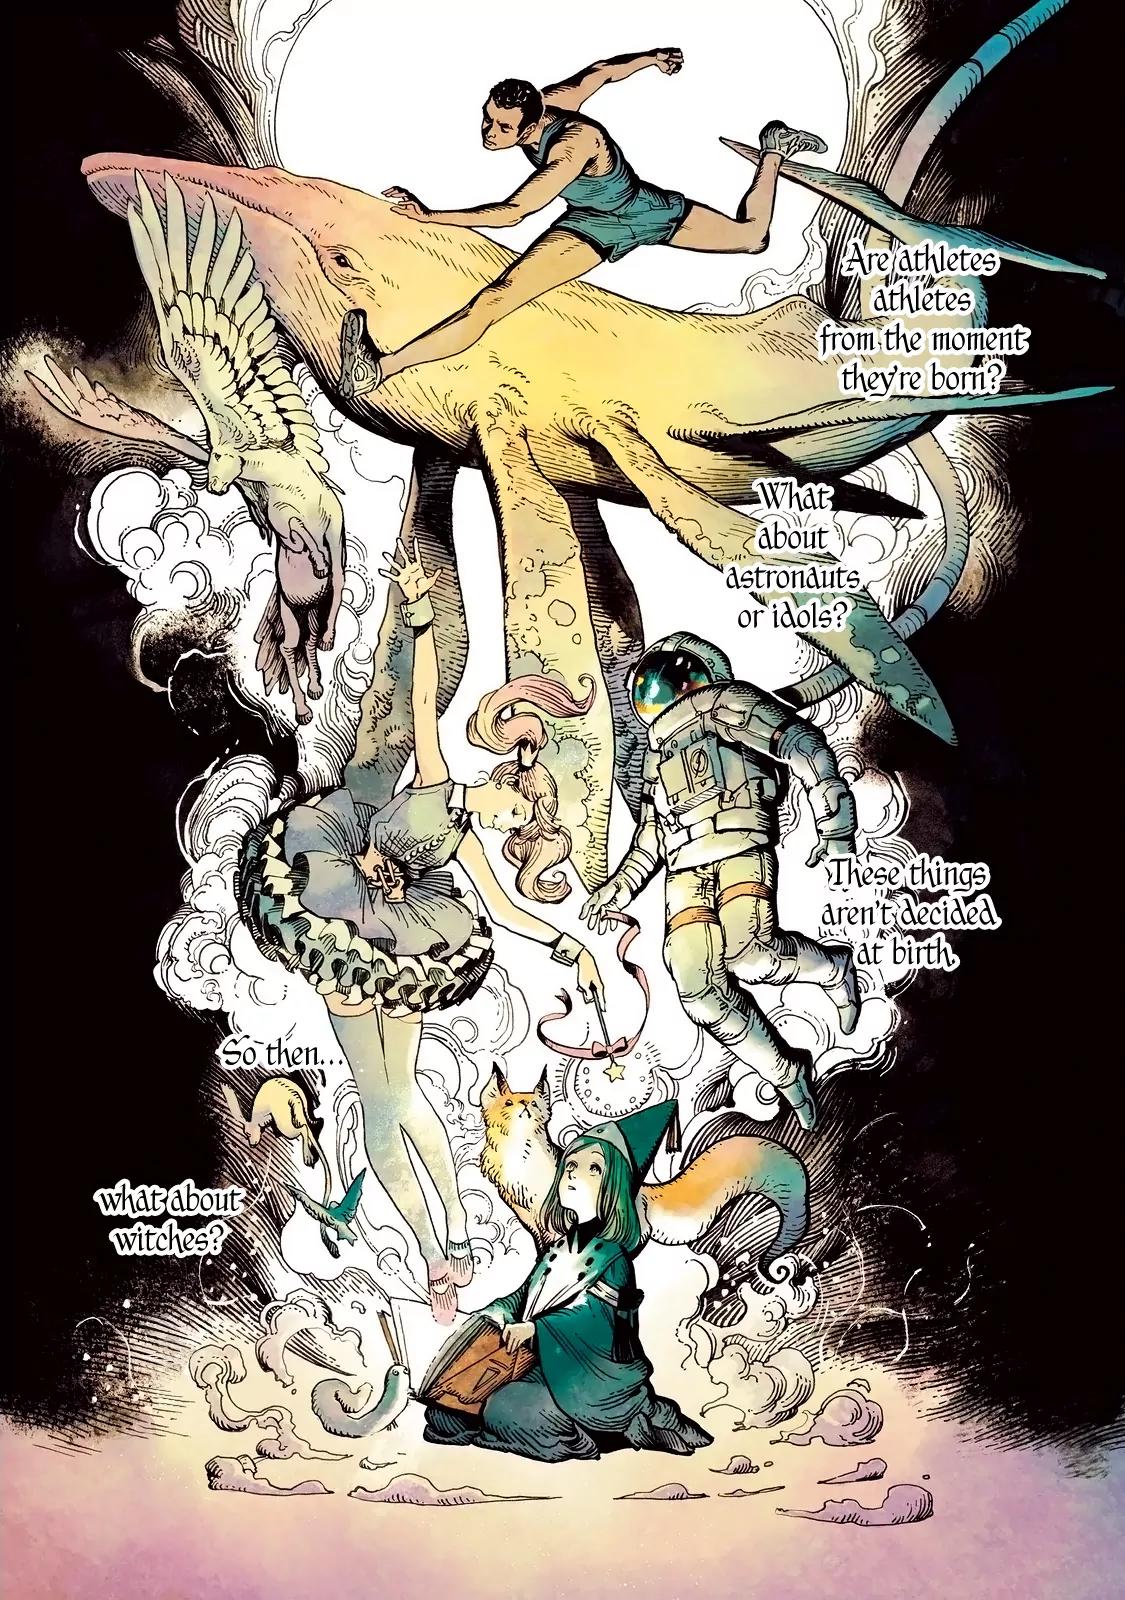 Are athletes
athletes
from the moment
they're born?
What
about
astronauts
or idols?
These things
aren't decided
at birth.
So then...
what about
witches?